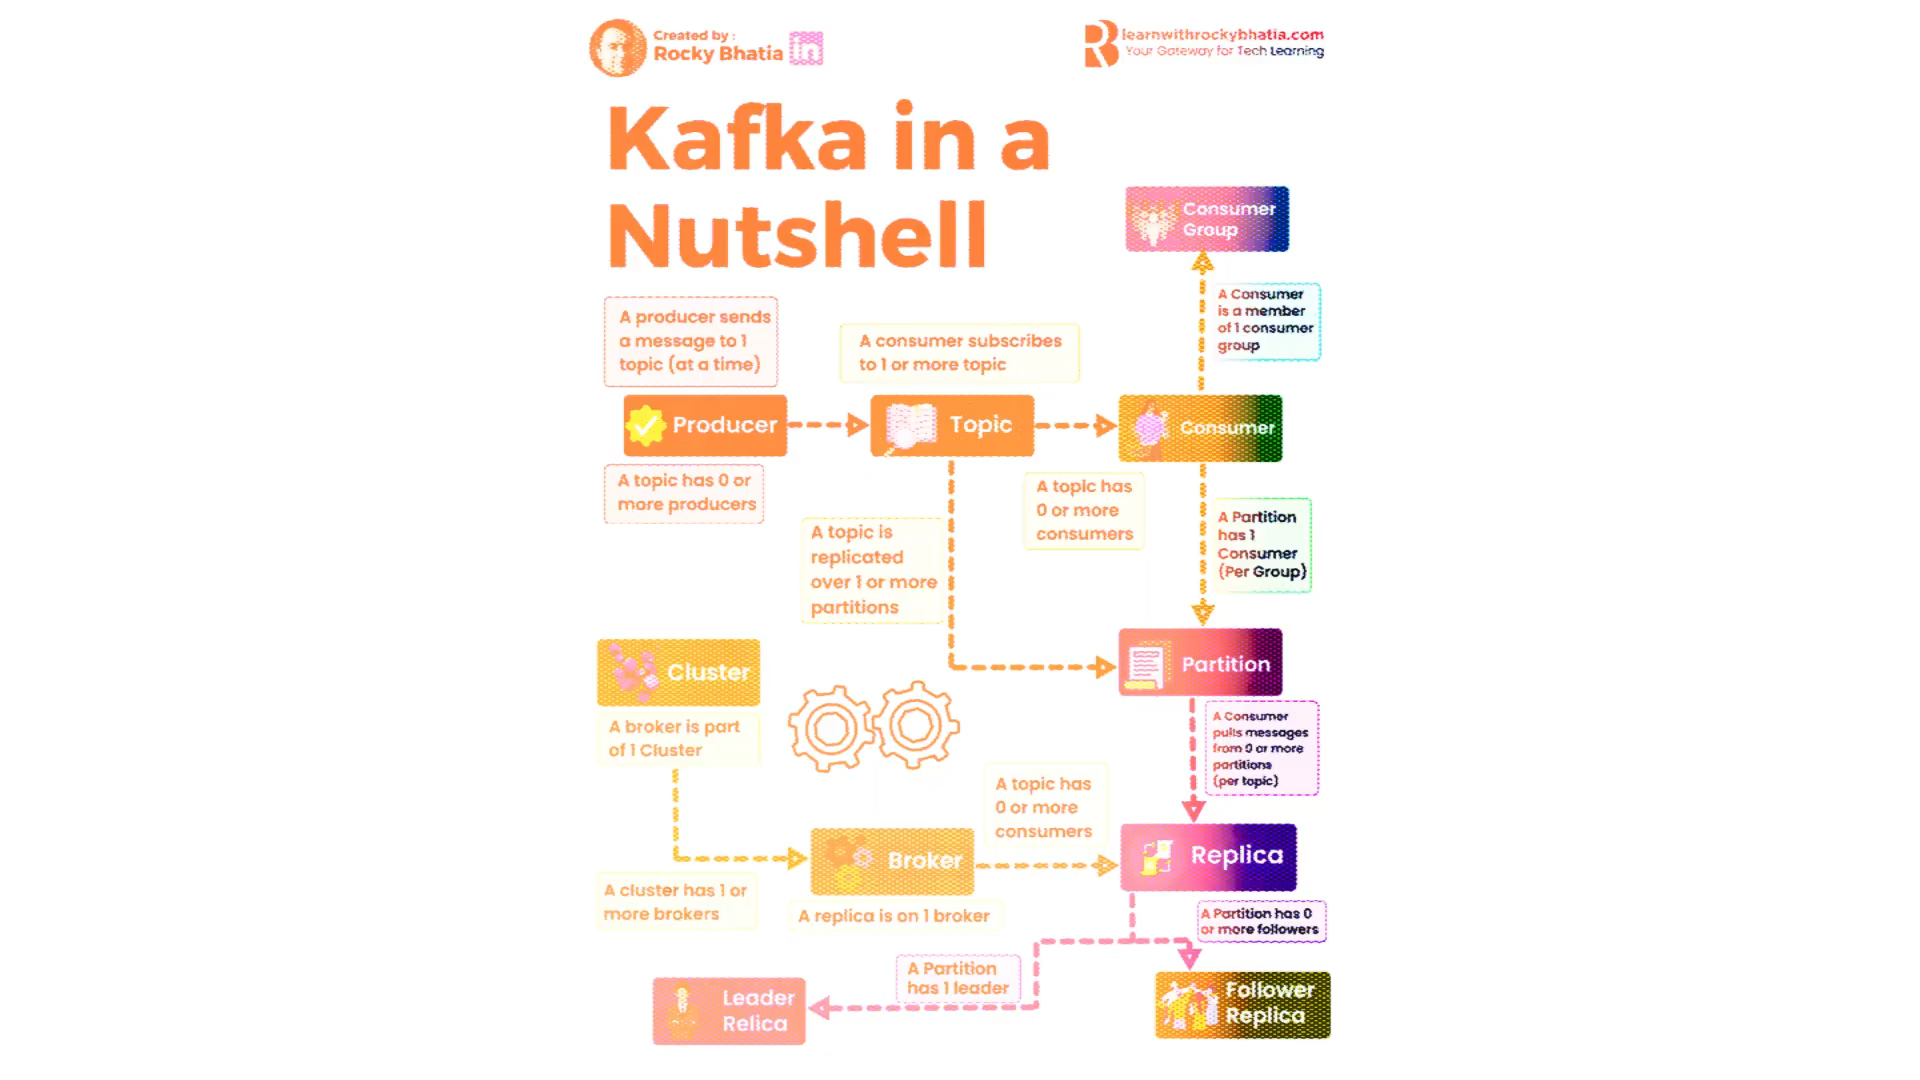 Created by :
Rocky Bhatia
in
learnwithrockybhatia.com
Your Gateway for Tech Learning
Kafka in a
Nutshell
Consumer
Group
A Consumer
is a member
of 1 consumer
group
A producer sends
a message to 1
topic (at a time)
A consumer subscribes
to 1 or more topic
Producer
Topic
Consumer
A topic has 0 or
more producers
A topic has
0 or more
consumers
A topic is
replicated
over 1 or more
partitions
A Partition
has 1
Consumer
(Per Group)
Cluster
Partition
A broker is part
of 1 Cluster
A Consumer
pulls messages
from 0 or more
partitions
(per topic)
A topic has
0 or more
consumers
Broker
Replica
A cluster has 1 or
more brokers
A replica is on 1 broker
A Partition has 0
or more followers
A Partition
has 1 leader
Leader
Relica
Follower
Replica